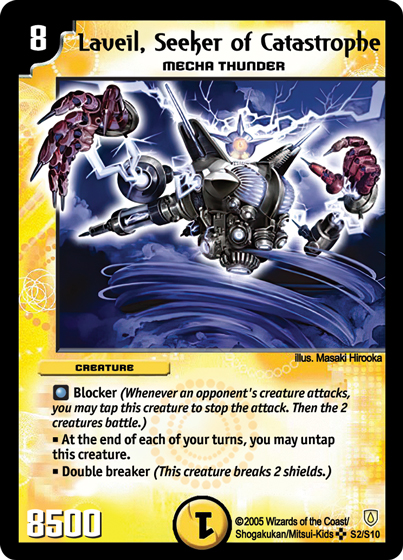 8 Laveil, Seeker of Catastrophe
MECHA THUNDER
illus. Masaki Hirooka
CREATURE
Blocker (Whenever an opponent's creature attacks,
you may tap this creature to stop the attack. Then the 2
creatures battle.)
▪ At the end of each of your turns, you may untap
this creature.
▪ Double breaker (This creature breaks 2 shields.)
8500
1
©2005 Wizards of the Coast/
Shogakukan/Mitsui-Kids S2/S10